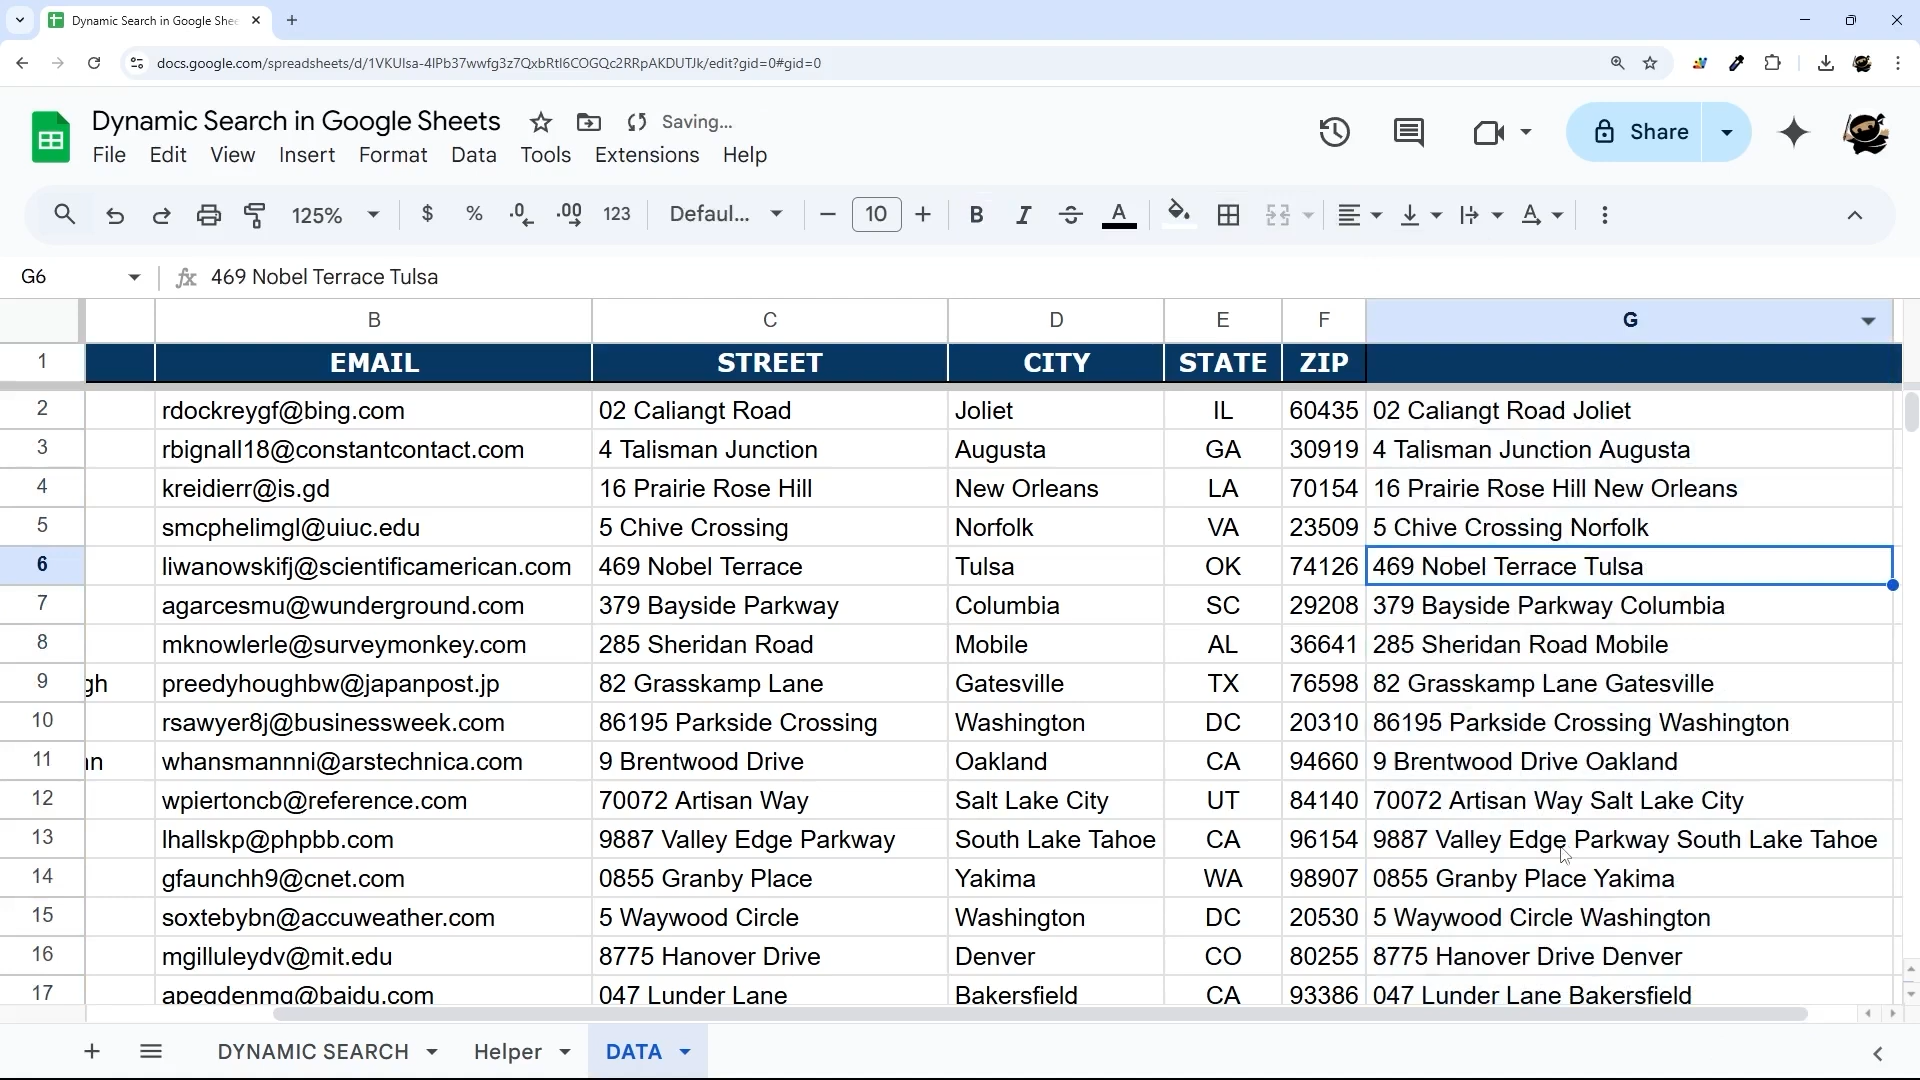 Dynamic Search in Google Shee
docs.google.com/spreadsheets/d/1VKUlsa-4lPb37wwfg3z7QxbRtl6COGQc2RRpAKDUTJk/edit?gid=0#gid=0
Dynamic Search in Google Sheets Saving...
Share
File Edit View Insert Format Data Tools Extensions Help
125% $ % .0 .00 123 Defaul... 10 B I A A
G6 fx 469 Nobel Terrace Tulsa
B C D E F G
1 EMAIL STREET CITY STATE ZIP
2 rdockreygf@bing.com 02 Caliangt Road Joliet IL 60435 02 Caliangt Road Joliet
3 rbignall18@constantcontact.com 4 Talisman Junction Augusta GA 30919 4 Talisman Junction Augusta
4 kreidierr@is.gd 16 Prairie Rose Hill New Orleans LA 70154 16 Prairie Rose Hill New Orleans
5 smcphelimgl@uiuc.edu 5 Chive Crossing Norfolk VA 23509 5 Chive Crossing Norfolk
6 liwanowskifj@scientificamerican.com 469 Nobel Terrace Tulsa OK 74126 469 Nobel Terrace Tulsa
7 agarcesmu@wunderground.com 379 Bayside Parkway Columbia SC 29208 379 Bayside Parkway Columbia
8 mknowlerle@surveymonkey.com 285 Sheridan Road Mobile AL 36641 285 Sheridan Road Mobile
9 gh preedyhoughbw@japanpost.jp 82 Grasskamp Lane Gatesville TX 76598 82 Grasskamp Lane Gatesville
10 rsawyer8j@businessweek.com 86195 Parkside Crossing Washington DC 20310 86195 Parkside Crossing Washington
11 nn whansmannni@arstechnica.com 9 Brentwood Drive Oakland CA 94660 9 Brentwood Drive Oakland
12 wpiertoncb@reference.com 70072 Artisan Way Salt Lake City UT 84140 70072 Artisan Way Salt Lake City
13 lhallskp@phpbb.com 9887 Valley Edge Parkway South Lake Tahoe CA 96154 9887 Valley Edge Parkway South Lake Tahoe
14 gfaunchh9@cnet.com 0855 Granby Place Yakima WA 98907 0855 Granby Place Yakima
15 soxtebybn@accuweather.com 5 Waywood Circle Washington DC 20530 5 Waywood Circle Washington
16 mgilluleydv@mit.edu 8775 Hanover Drive Denver CO 80255 8775 Hanover Drive Denver
17 apegdenmg@baidu.com 047 Lunder Lane Bakersfield CA 93386 047 Lunder Lane Bakersfield
DYNAMIC SEARCH Helper DATA